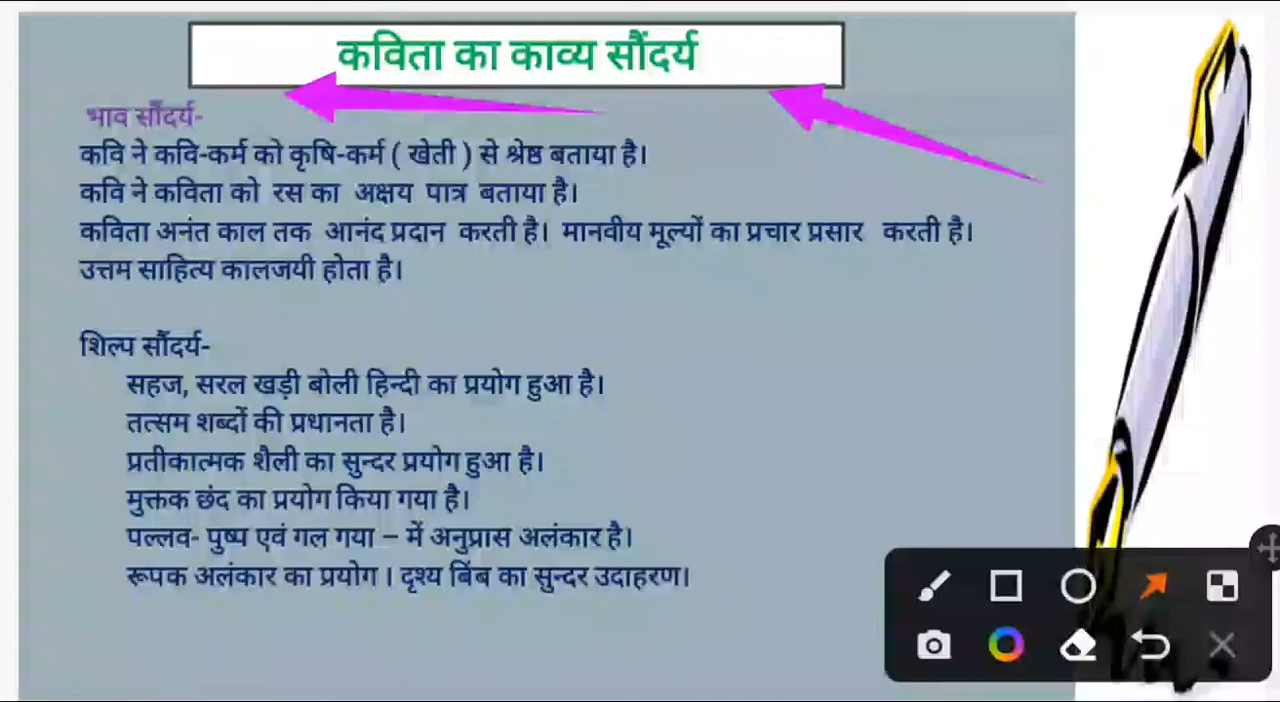 कविता का काव्य सौंदर्य
भाव सौंदर्य-
कवि ने कवि-कर्म को कृषि-कर्म ( खेती ) से श्रेष्ठ बताया है।
कवि ने कविता को रस का अक्षय पात्र बताया है।
कविता अनंत काल तक आनंद प्रदान करती है। मानवीय मूल्यों का प्रचार प्रसार करती है।
उत्तम साहित्य कालजयी होता है।
शिल्प सौंदर्य-
सहज, सरल खड़ी बोली हिन्दी का प्रयोग हुआ है।
तत्सम शब्दों की प्रधानता है।
प्रतीकात्मक शैली का सुन्दर प्रयोग हुआ है।
मुक्तक छंद का प्रयोग किया गया है।
पल्लव- पुष्प एवं गल गया – में अनुप्रास अलंकार है।
रूपक अलंकार का प्रयोग । दृश्य बिंब का सुन्दर उदाहरण।